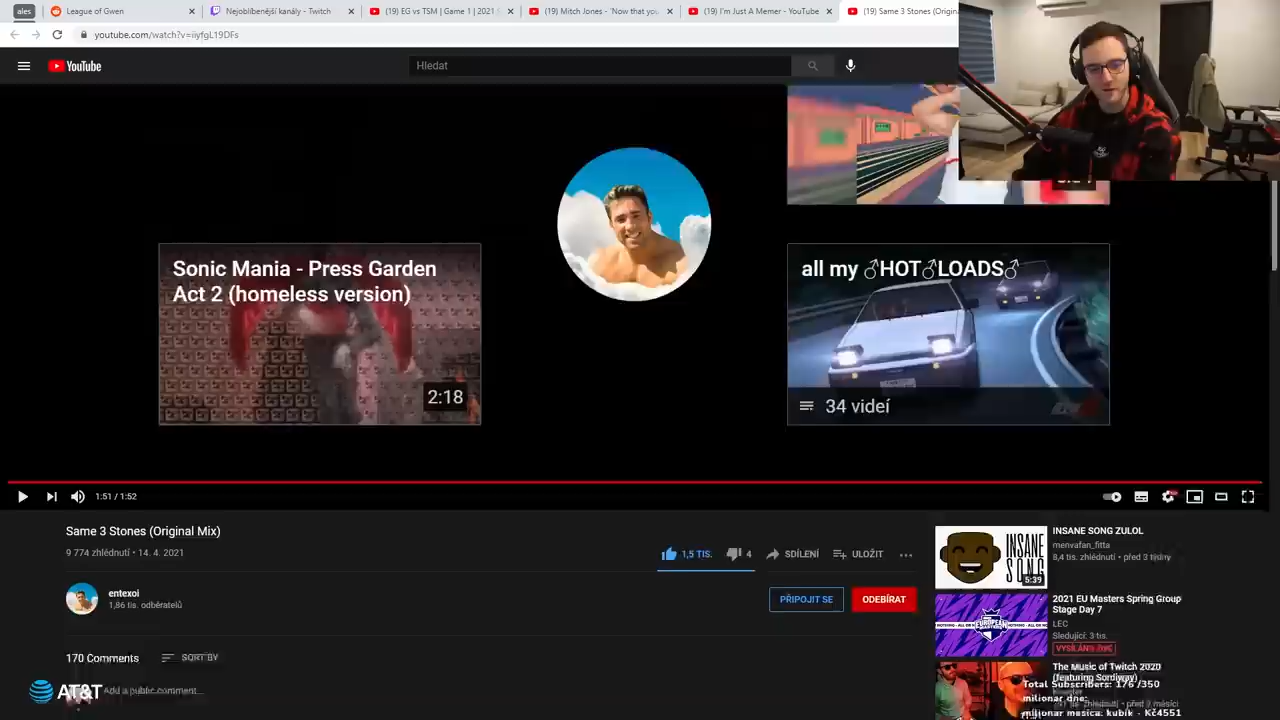 ales
League of Gwen
Nejoblíbenější kanály - Twitch
(19) EG vs TSM | Game 1 | 2021 S
(19) Mitch Jones - 'Now that you
(19) I'm Just A Memer - YouTube
(19) Same 3 Stones (Origin
youtube.com/watch?v=iiyfgL19DFs
YouTube
Hledat
Sonic Mania - Press Garden
Act 2 (homeless version)
2:18
all my ♂HOT♂LOADS♂
34 videí
1:51 / 1:52
Same 3 Stones (Original Mix)
9 774 zhlédnutí • 14. 4. 2021
1,5 TIS.
4
SDÍLENÍ
ULOŽIT
entexoi
1,86 tis. odběratelů
PŘIPOJIT SE
ODEBÍRAT
170 Comments
SORT BY
Add a public comment...
AT&T
INSANE SONG
5:39
INSANE SONG ZULOL
menvafan_fitta
8,4 tis. zhlédnutí • před 3 týdny
EUROPEAN
MASTERS
2021 EU Masters Spring Group
Stage Day 7
LEC
Sledující: 3 tis.
VYSÍLÁNO ŽIVĚ
The Music of Twitch 2020
(featuring Sordiway)
Total Subscribers: 176 /350
milionar dne:
milionar musica: kubik - Kč4551